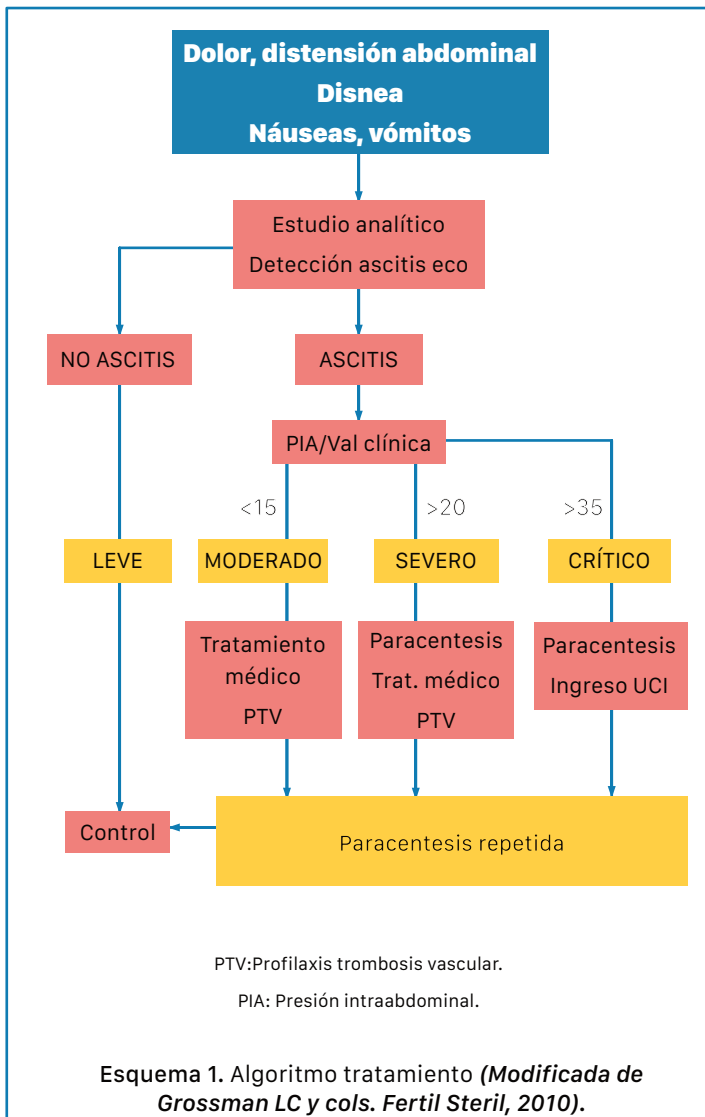 Dolor, distensión abdominal
Disnea
Náuseas, vómitos
Estudio analítico
Detección ascitis eco
NO ASCITIS
ASCITIS
PIA/Val clínica
<15
>20
>35
LEVE
MODERADO
SEVERO
CRÍTICO
Tratamiento
médico
PTV
Paracentesis
Trat. médico
PTV
Paracentesis
Ingreso UCI
Control
Paracentesis repetida
PTV:Profilaxis trombosis vascular.
PIA: Presión intraabdominal.
Esquema 1. Algoritmo tratamiento (Modificada de
Grossman LC y cols. Fertil Steril, 2010).